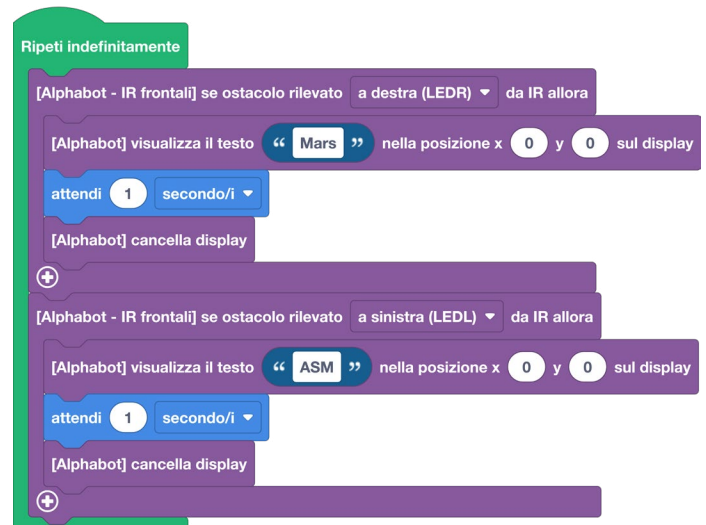 Ripeti indefinitamente
[Alphabot - IR frontali] se ostacolo rilevato a destra (LEDR) da IR allora
[Alphabot] visualizza il testo “ Mars ” nella posizione x 0 y 0 sul display
attendi 1 secondo/i
[Alphabot] cancella display
[Alphabot - IR frontali] se ostacolo rilevato a sinistra (LEDL) da IR allora
[Alphabot] visualizza il testo “ ASM ” nella posizione x 0 y 0 sul display
attendi 1 secondo/i
[Alphabot] cancella display